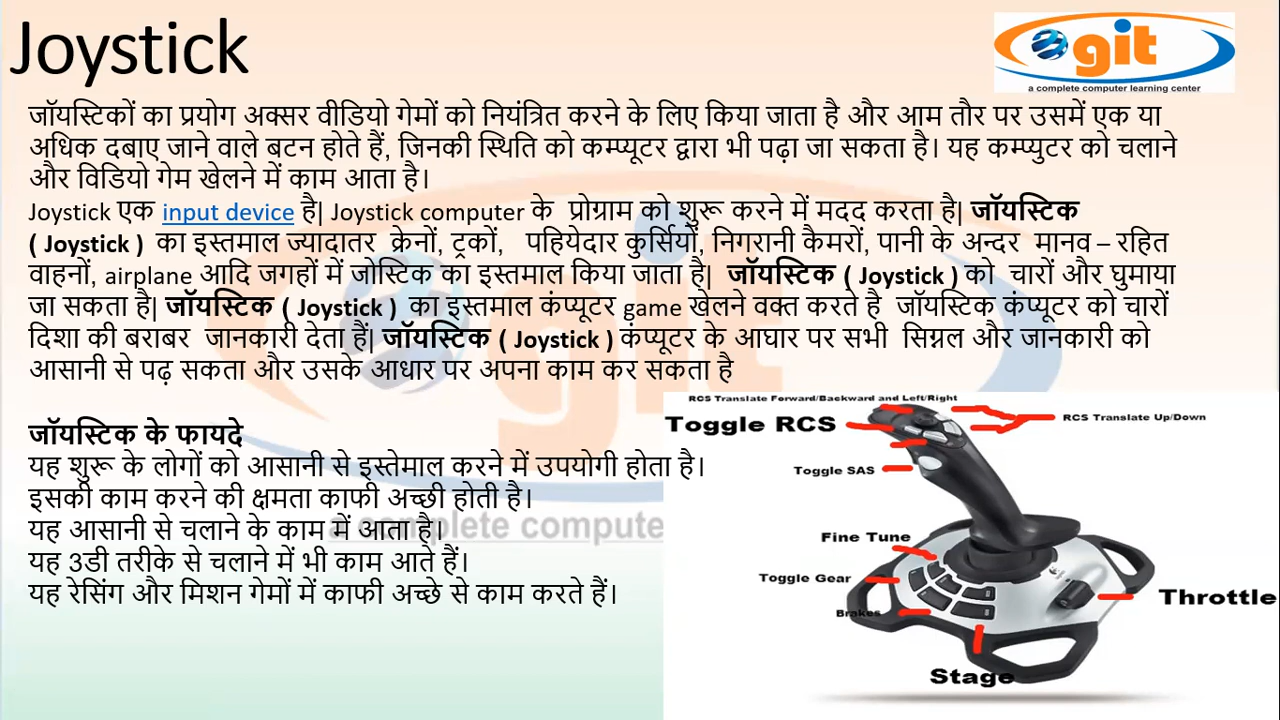 Joystick
egit
a complete computer learning center
जॉयस्टिकों का प्रयोग अक्सर वीडियो गेमों को नियंत्रित करने के लिए किया जाता है और आम तौर पर उसमें एक या
अधिक दबाए जाने वाले बटन होते हैं, जिनकी स्थिति को कम्प्यूटर द्वारा भी पढ़ा जा सकता है। यह कम्प्युटर को चलाने
और विडियो गेम खेलने में काम आता है।
Joystick एक input device है| Joystick computer के प्रोग्राम को शुरू करने में मदद करता है| जॉयस्टिक
( Joystick ) का इस्तमाल ज्यादातर क्रेनों, ट्रकों, पहियेदार कुर्सियों, निगरानी कैमरों, पानी के अन्दर मानव – रहित
वाहनों, airplane आदि जगहों में जोस्टिक का इस्तमाल किया जाता है| जॉयस्टिक ( Joystick ) को चारों और घुमाया
जा सकता है| जॉयस्टिक ( Joystick ) का इस्तमाल कंप्यूटर game खेलने वक्त करते है जॉयस्टिक कंप्यूटर को चारों
दिशा की बराबर जानकारी देता हैं| जॉयस्टिक ( Joystick ) कंप्यूटर के आघार पर सभी सिग्नल और जानकारी को
आसानी से पढ़ सकता और उसके आधार पर अपना काम कर सकता है
जॉयस्टिक के फायदे
यह शुरू के लोगों को आसानी से इस्तेमाल करने में उपयोगी होता है।
इसकी काम करने की क्षमता काफी अच्छी होती है।
यह आसानी से चलाने के काम में आता है।
यह 3डी तरीके से चलाने में भी काम आते हैं।
यह रेसिंग और मिशन गेमों में काफी अच्छे से काम करते हैं।
a complete compute
RCS Translate Forward/Backward and Left/Right
Toggle RCS
RCS Translate Up/Down
Toggle SAS
Fine Tune
Toggle Gear
Brakes
Throttle
Stage